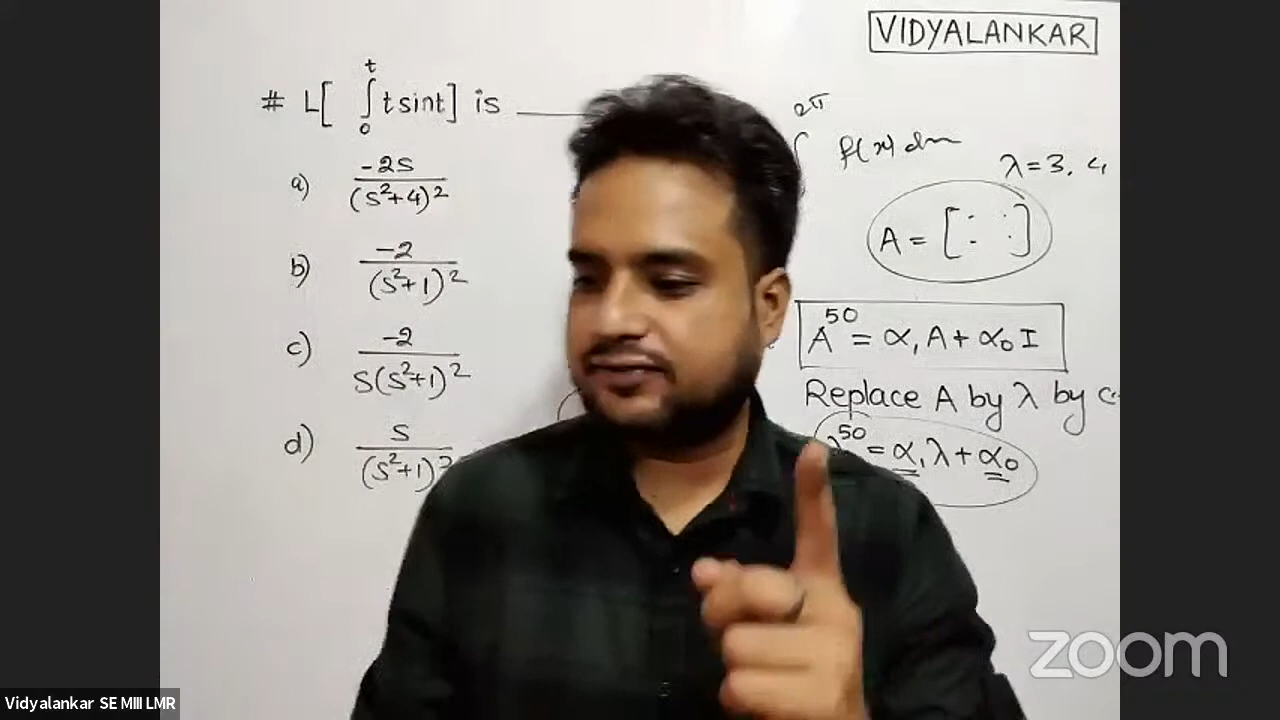 VIDYALANKAR
# L[ ∫₀ᵗ t sint] is ____
a) -2s / (s²+4)²
b) -2 / (s²+1)²
c) -2 / s(s²+1)²
d) s / (s²+1)
2π
∫ f(x) dx
λ=3, 4
A = [ ]
A⁵⁰ = α₁A + α₀I
Replace A by λ by
λ⁵⁰ = α₁λ + α₀
zoom
Vidyalankar SE MIII LMR